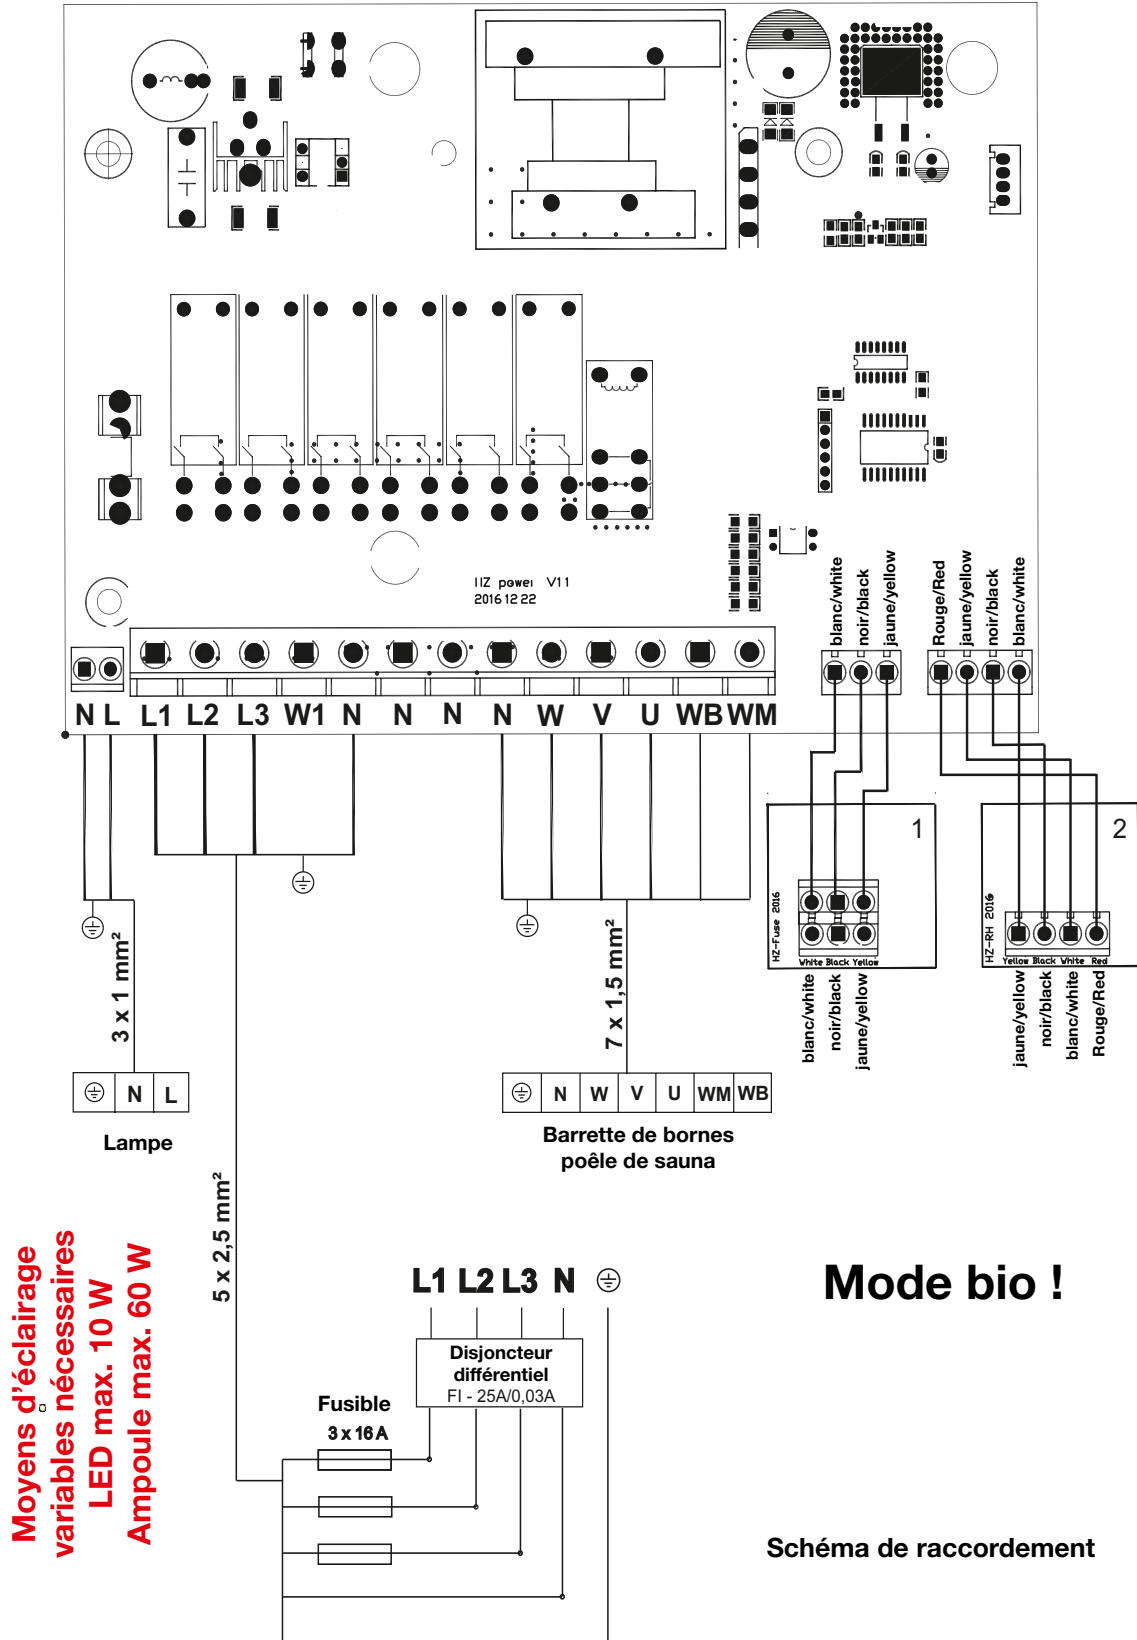 IIZ power V11
2016 12 22
blanc/white
noir/black
jaune/yellow
Rouge/Red
jaune/yellow
noir/black
blanc/white
N L L1 L2 L3 W1 N N N N W V U WB WM
1
2
HZ-Fuse 2016
HZ-RH 2016
White Black Yellow
Yellow Black White Red
blanc/white
noir/black
jaune/yellow
jaune/yellow
noir/black
blanc/white
Rouge/Red
3 x 1 mm²
7 x 1,5 mm²
N L
Lampe
N W V U WM WB
Barrette de bornes
poêle de sauna
5 x 2,5 mm²
Moyens d'éclairage
variables nécessaires
LED max. 10 W
Ampoule max. 60 W
L1 L2 L3 N
Mode bio !
Disjoncteur
différentiel
FI - 25A/0,03A
Fusible
3 x 16 A
Schéma de raccordement